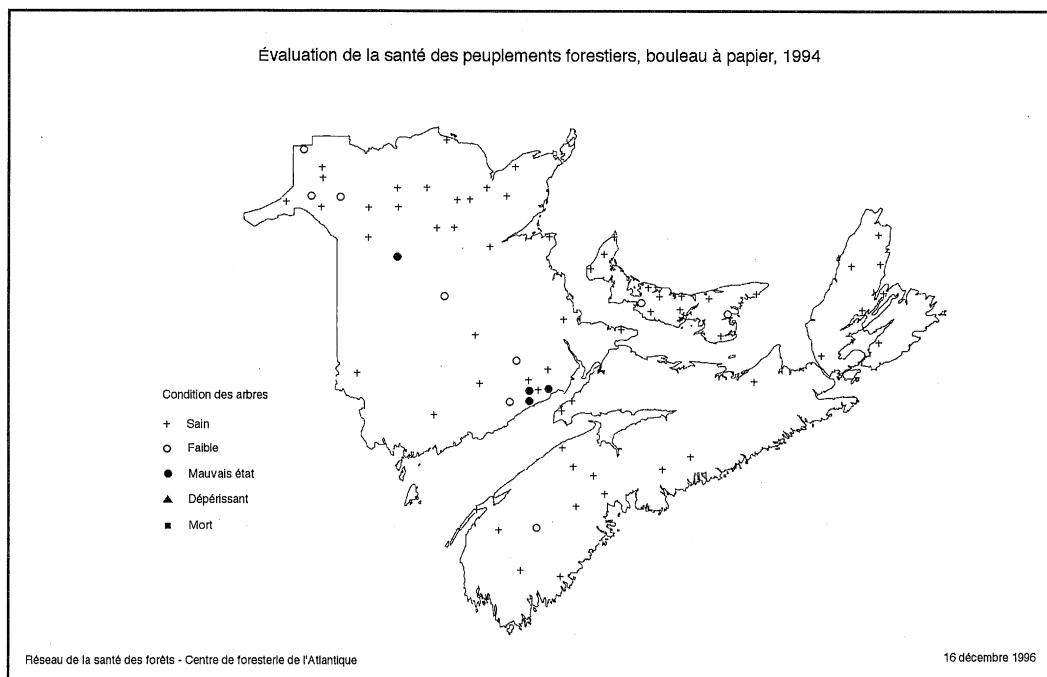 Évaluation de la santé des peuplements forestiers, bouleau à papier, 1994
Condition des arbres
Sain
Faible
Mauvais état
Dépérissant
Mort
Réseau de la santé des forêts - Centre de foresterie de l'Atlantique
16 décembre 1996